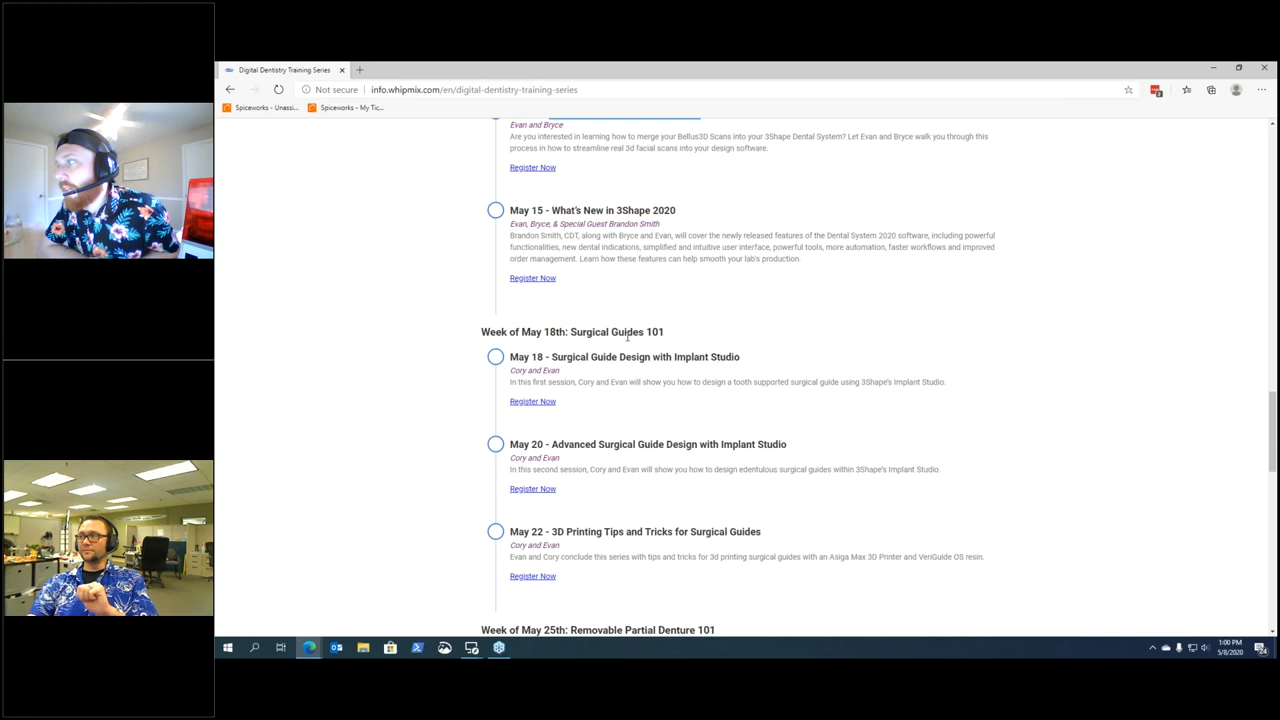 Digital Dentistry Training Series
Not secure
info.whipmix.com/en/digital-dentistry-training-series
Spiceworks - Unassi...
Spiceworks - My Tic...
Evan and Bryce
Are you interested in learning how to merge your Bellus3D Scans into your 3Shape Dental System? Let Evan and Bryce walk you through this
process in how to streamline real 3d facial scans into your design software.
Register Now
May 15 - What's New in 3Shape 2020
Evan, Bryce, & Special Guest Brandon Smith
Brandon Smith, CDT, along with Bryce and Evan, will cover the newly released features of the Dental System 2020 software, including powerful
functionalities, new dental indications, simplified and intuitive user interface, powerful tools, more automation, faster workflows and improved
order management. Learn how these features can help smooth your lab's production.
Register Now
Week of May 18th: Surgical Guides 101
May 18 - Surgical Guide Design with Implant Studio
Cory and Evan
In this first session, Cory and Evan will show you how to design a tooth supported surgical guide using 3Shape's Implant Studio.
Register Now
May 20 - Advanced Surgical Guide Design with Implant Studio
Cory and Evan
In this second session, Cory and Evan will show you how to design edentulous surgical guides within 3Shape's Implant Studio.
Register Now
May 22 - 3D Printing Tips and Tricks for Surgical Guides
Cory and Evan
Evan and Cory conclude this series with tips and tricks for 3d printing surgical guides with an Asiga Max 3D Printer and VeriGuide OS resin.
Register Now
Week of May 25th: Removable Partial Denture 101
1:00 PM
5/8/2020
24